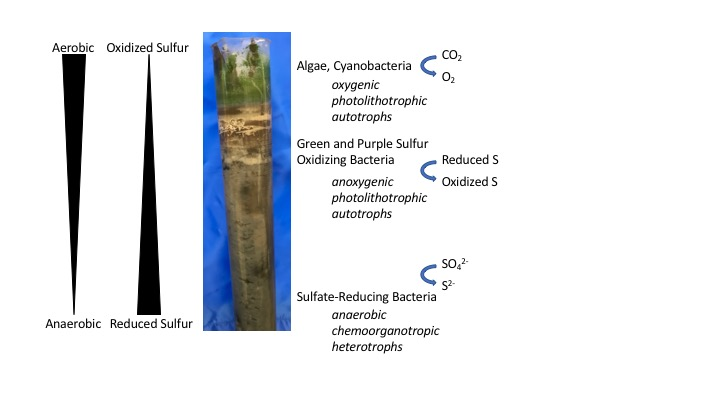 Aerobic
Oxidized Sulfur
Anaerobic
Reduced Sulfur
Algae, Cyanobacteria
oxygenic
photolithotrophic
autotrophs
CO₂
O₂
Green and Purple Sulfur
Oxidizing Bacteria
anoxygenic
photolithotrophic
autotrophs
Reduced S
Oxidized S
SO₄²⁻
S²⁻
Sulfate-Reducing Bacteria
anaerobic
chemoorganotropic
heterotrophs